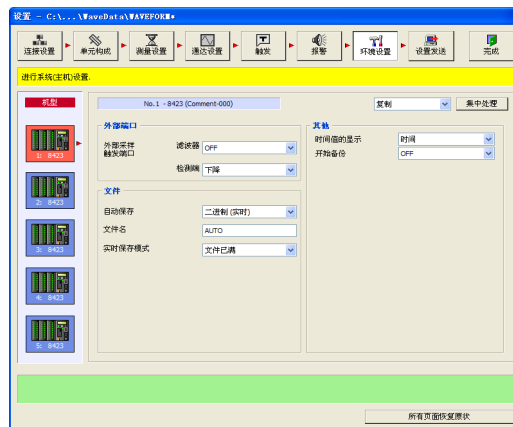 设置 - C:\...\WaveData\WAVEFORM*
连接设置
单元构成
测量设置
通达设置
触发
报警
环境设置
设置发送
完成
进行系统(主机)设置.
机型
1: 8423
2: 8423
3: 8423
4: 8423
5: 8423
No. 1 - 8423 (Comment-000)
复制
集中处理
外部端口
外部采样
触发端口
滤波器 OFF
检测端 下降
文件
自动保存 二进制 (实时)
文件名 AUTO
实时保存模式 文件已满
其他
时间值的显示 时间
开始备份 OFF
所有页面恢复原状